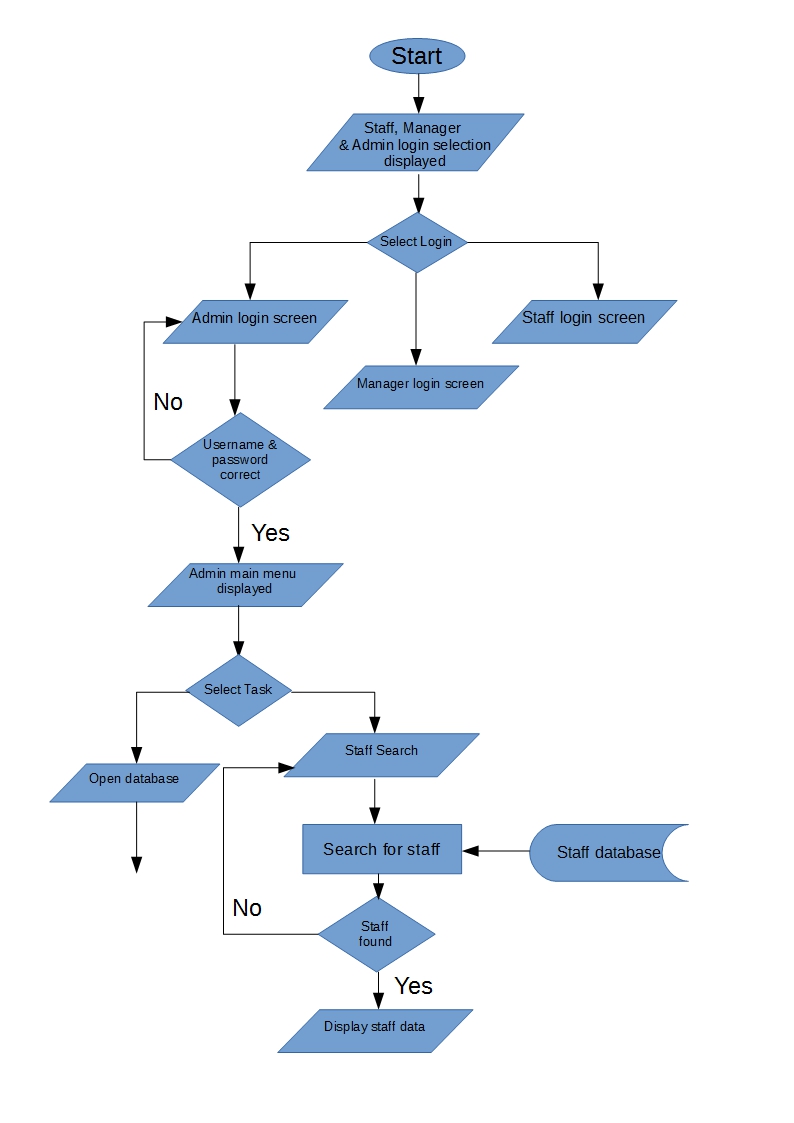 Start
Staff, Manager
& Admin login selection
displayed
Select Login
Admin login screen
Staff login screen
Manager login screen
No
Username &
password
correct
Yes
Admin main menu
displayed
Select Task
Staff Search
Open database
Search for staff
Staff database
No
Staff
found
Yes
Display staff data